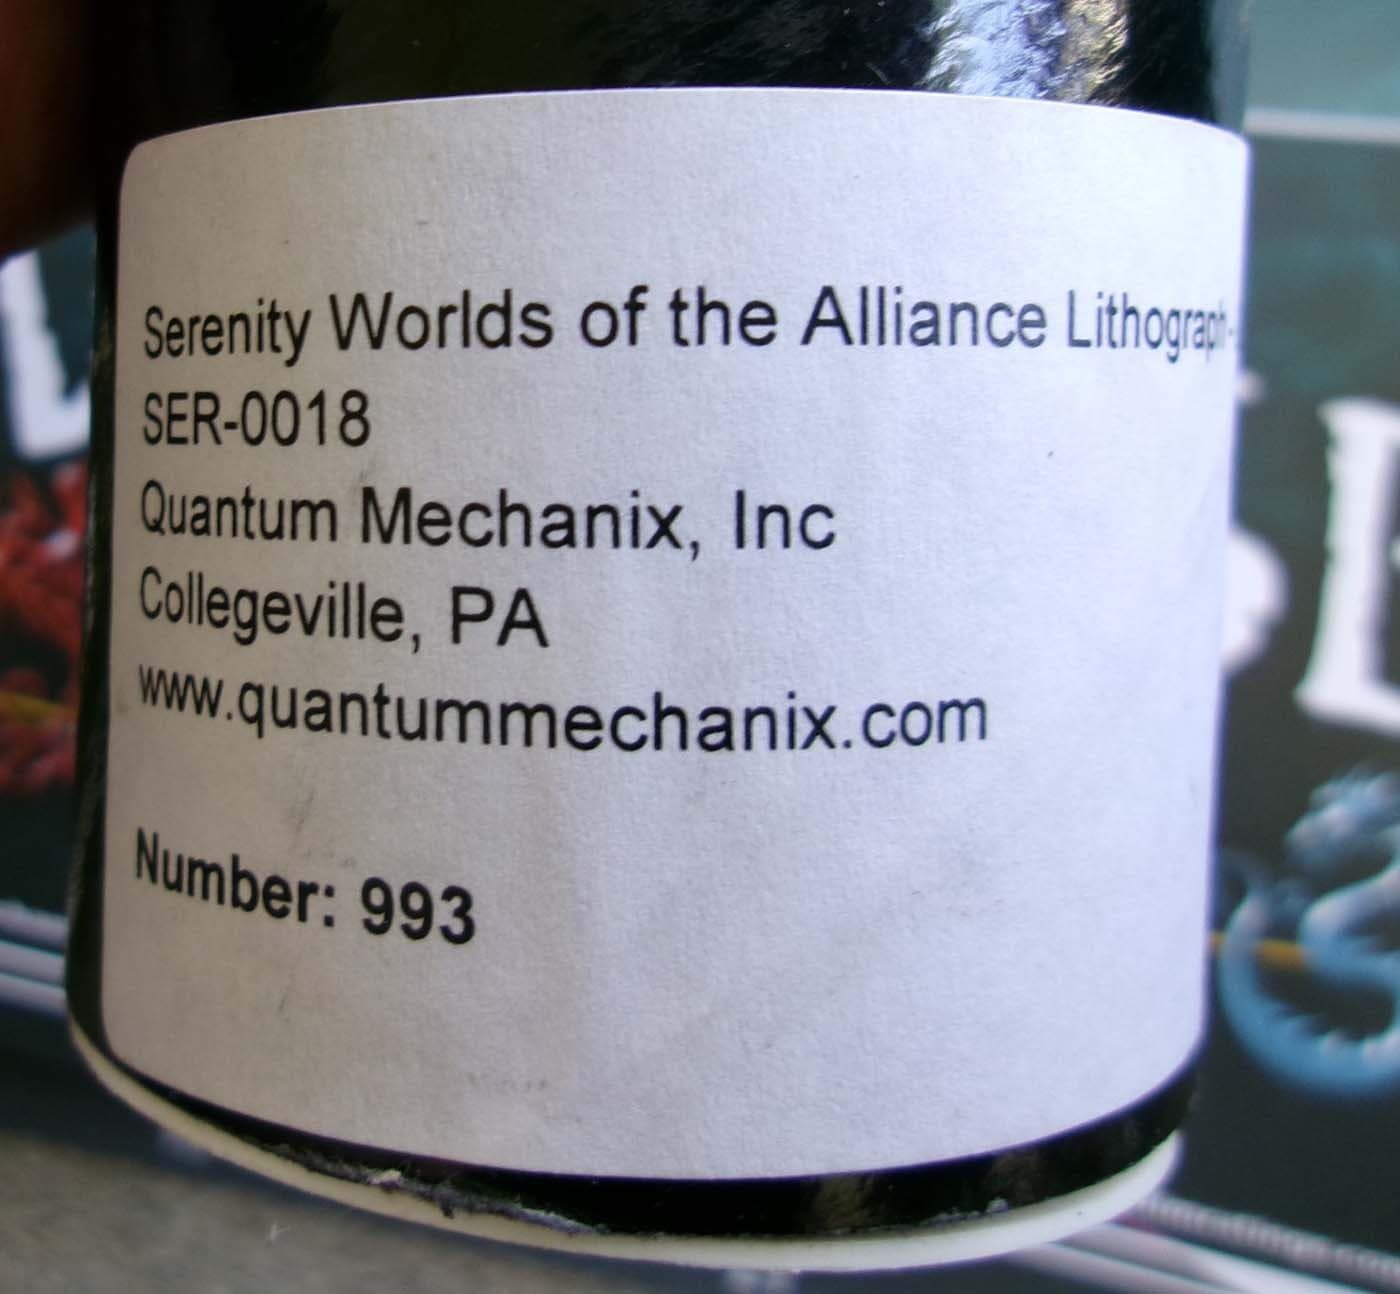 Serenity Worlds of the Alliance Lithograph-
SER-0018
Quantum Mechanix, Inc
Collegeville, PA
www.quantummechanix.com
Number: 993